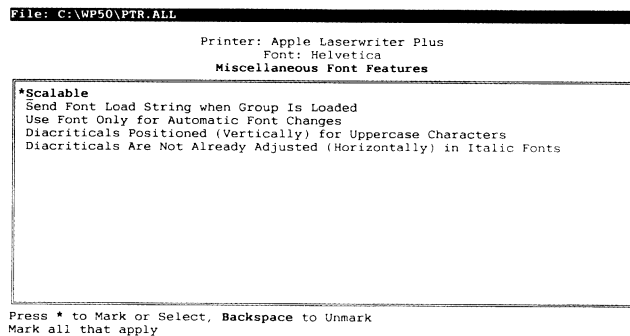 File: C:\WP50\PTR.ALL
Printer: Apple Laserwriter Plus
Font: Helvetica
Miscellaneous Font Features
*Scalable
Send Font Load String when Group Is Loaded
Use Font Only for Automatic Font Changes
Diacriticals Positioned (Vertically) for Uppercase Characters
Diacriticals Are Not Already Adjusted (Horizontally) in Italic Fonts
Press * to Mark or Select, Backspace to Unmark
Mark all that apply